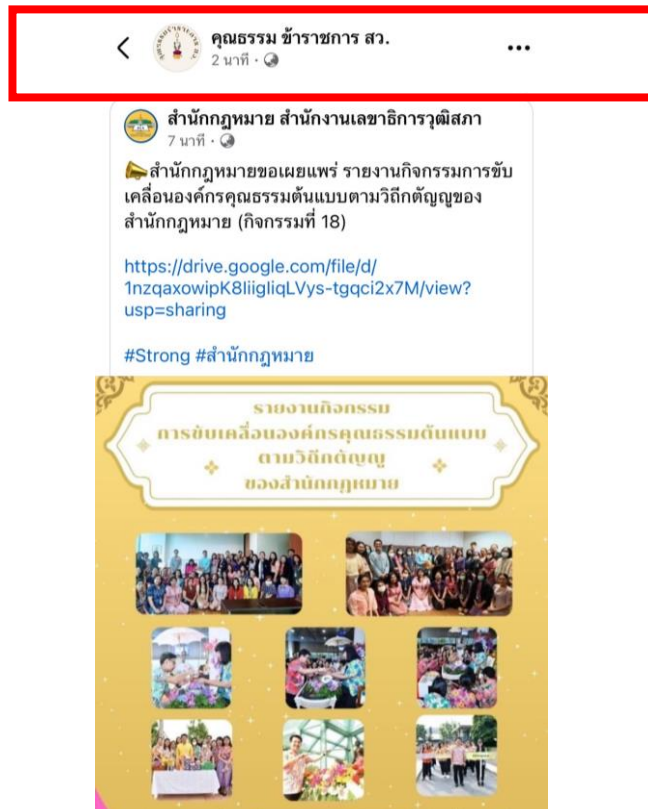 คุณธรรม ข้าราชการ สว.
2 นาที ·
สำนักกฎหมาย สำนักงานเลขาธิการวุฒิสภา
7 นาที ·
สำนักกฎหมายขอเผยแพร่ รายงานกิจกรรมการขับ
เคลื่อนองค์กรคุณธรรมต้นแบบตามวิถีกตัญญูของ
สำนักกฎหมาย (กิจกรรมที่ 18)
https://drive.google.com/file/d/
1nzqaxowipK8IiigIiqLVys-tgqci2x7M/view?
usp=sharing
#Strong #สำนักกฎหมาย
รายงานกิจกรรม
การขับเคลื่อนองค์กรคุณธรรมต้นแบบ
ตามวิถีกตัญญู
ของสำนักกฎหมาย